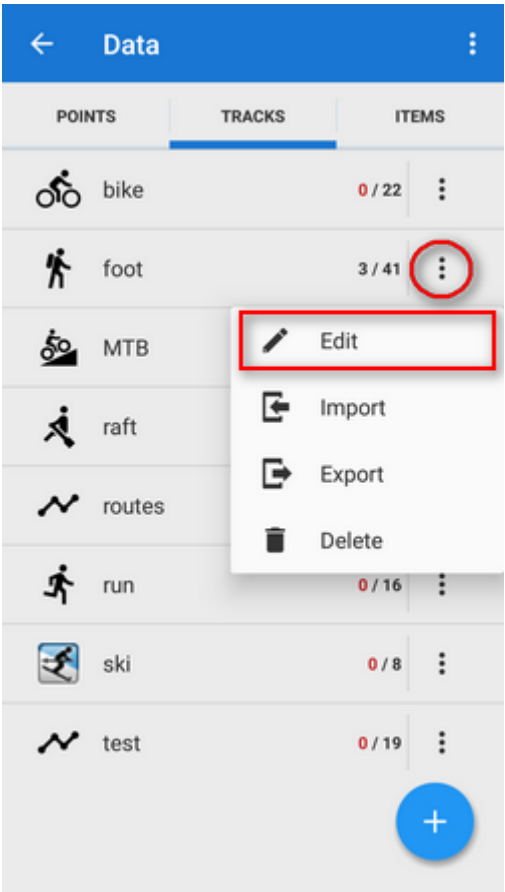 Data
POINTS TRACKS ITEMS
bike 0 / 22
foot 3 / 41
MTB Edit
Import
raft
Export
routes
Delete
run 0 / 16
ski 0 / 8
test 0 / 19